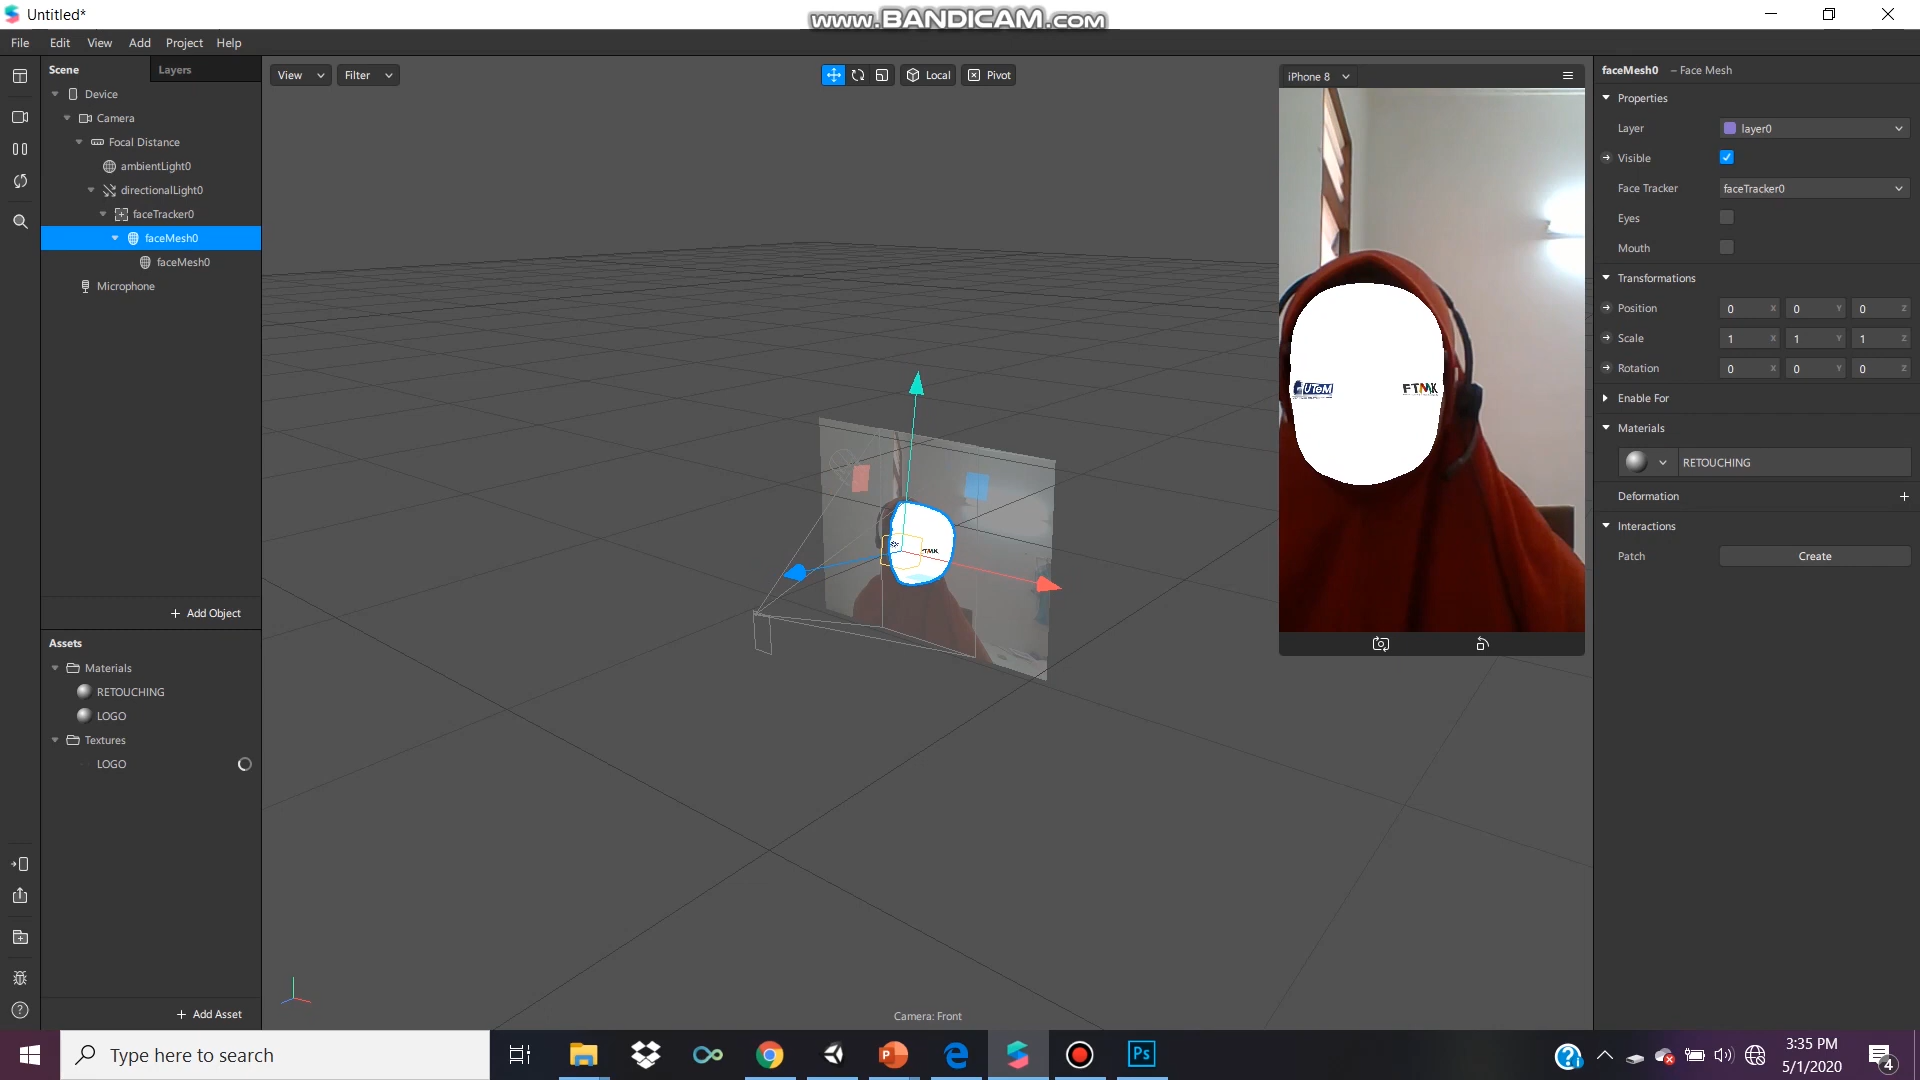 Untitled*
www.BANDICAM.com
File Edit View Add Project Help
Scene Layers
Device
Camera
Focal Distance
ambientLight0
directionalLight0
faceTracker0
faceMesh0
faceMesh0
Microphone
+ Add Object
Assets
Materials
RETOUCHING
LOGO
Textures
LOGO
+ Add Asset
View Filter
Local Pivot
TMK
Camera: Front
iPhone 8
UTeM FTMK
faceMesh0 – Face Mesh
Properties
Layer layer0
Visible
Face Tracker faceTracker0
Eyes
Mouth
Transformations
Position 0 X 0 Y 0 Z
Scale 1 X 1 Y 1 Z
Rotation 0 X 0 Y 0 Z
Enable For
Materials
RETOUCHING
Deformation +
Interactions
Patch Create
Type here to search
Ps
3:35 PM
5/1/2020
4